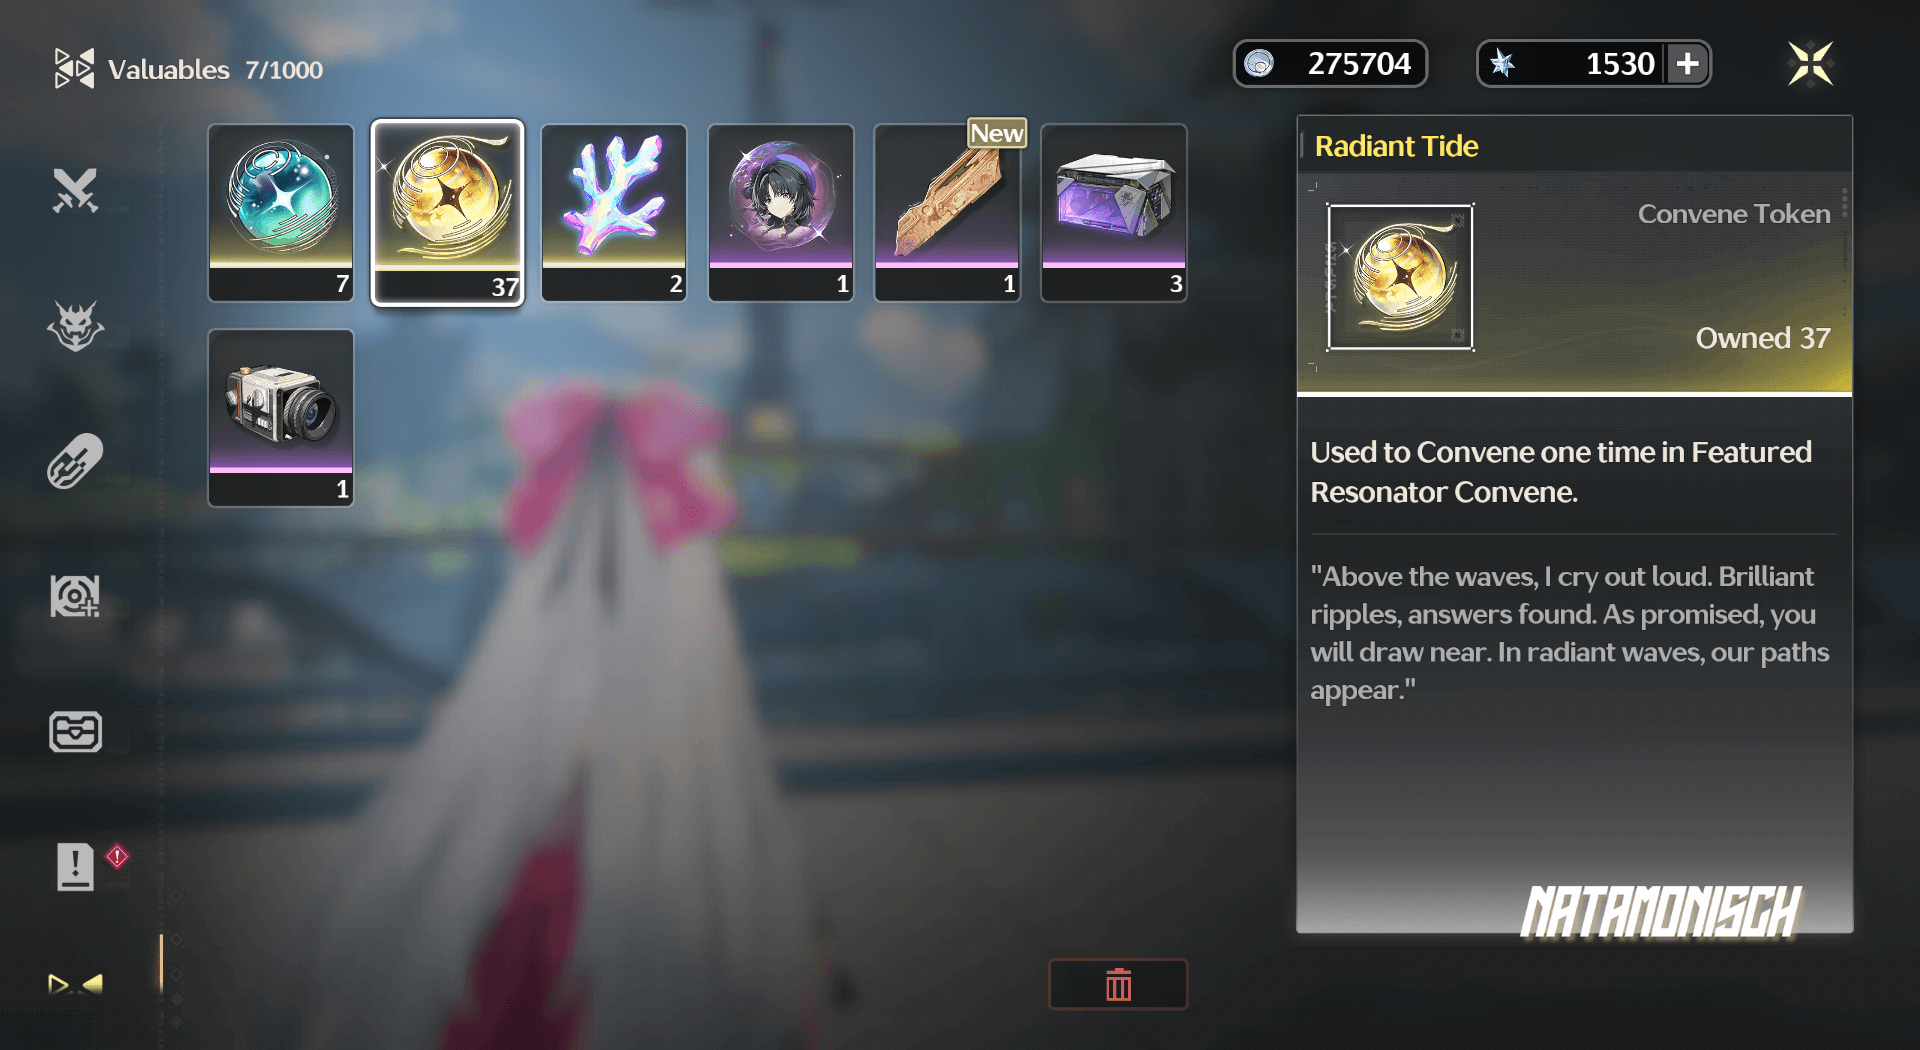 Valuables 7/1000
275704
1530
7
37
2
1
New
1
3
1
Radiant Tide
Convene Token
Owned 37
Used to Convene one time in Featured
Resonator Convene.
"Above the waves, I cry out loud. Brilliant
ripples, answers found. As promised, you
will draw near. In radiant waves, our paths
appear."
NATAMONISCH